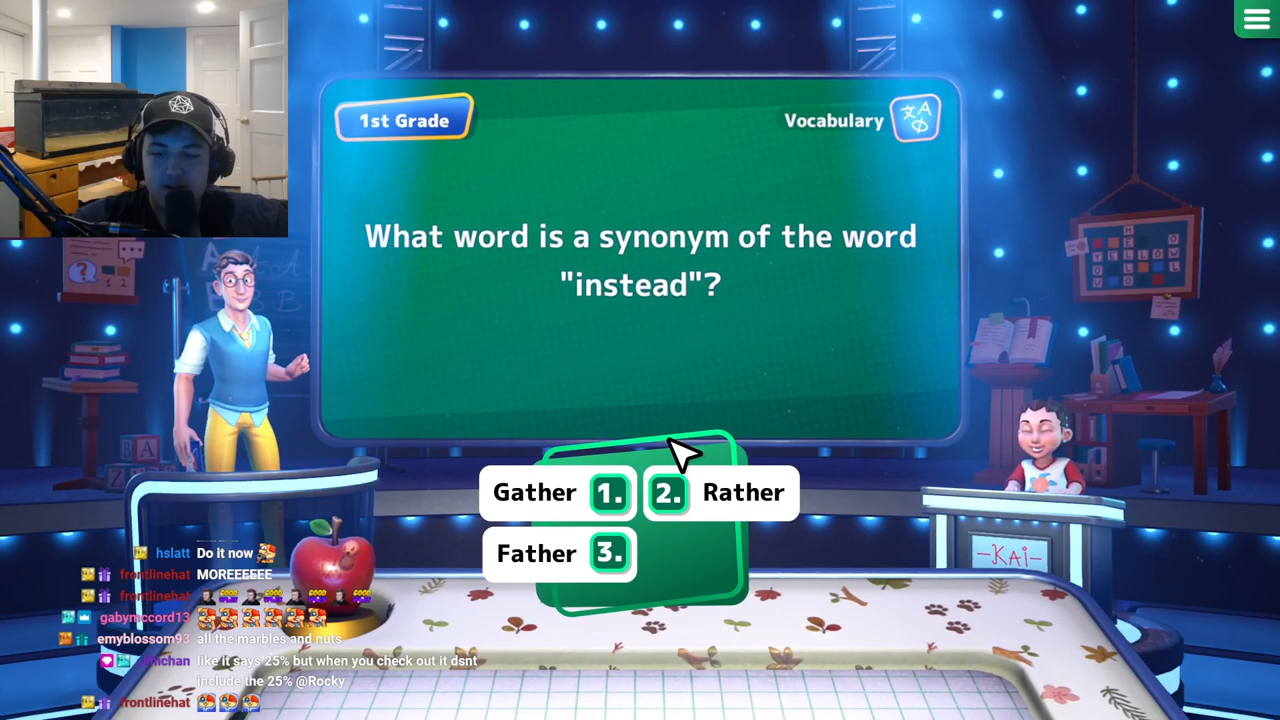 1st Grade
Vocabulary
What word is a synonym of the word
"instead"?
Gather 1.
2. Rather
Father 3.
-KAI-
hslatt Do it now
frontlinehat MOREEEEEE
frontlinehat
gabymccord13
emyblossom93 all the marbles and nuts
like it says 25% but when you check out it dsnt
include the 25% @Rocky
frontlinehat